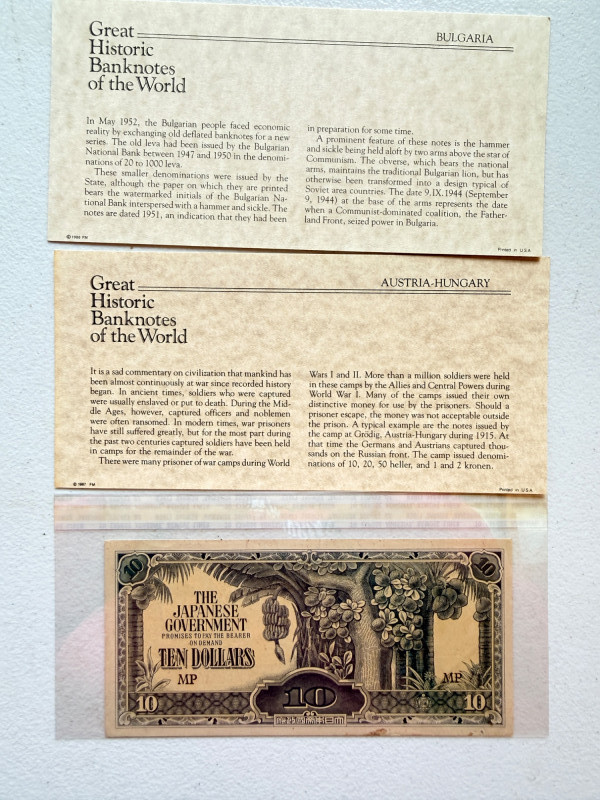 Great
Historic
Banknotes
of the World
BULGARIA
In May 1952, the Bulgarian people faced economic
reality by exchanging old deflated banknotes for a new
series. The old leva had been issued by the Bulgarian
National Bank between 1947 and 1950 in the denomi-
nations of 20 to 1000 leva.
These smaller denominations were issued by the
State, although the paper on which they are printed
bears the watermarked initials of the Bulgarian Na-
tional Bank interspersed with a hammer and sickle. The
notes are dated 1951, an indication that they had been
in preparation for some time.
A prominent feature of these notes is the hammer
and sickle being held aloft by two arms above the star of
Communism. The obverse, which bears the national
arms, maintains the traditional Bulgarian lion, but has
otherwise been transformed into a design typical of
Soviet area countries. The date 9.IX.1944 (September
9, 1944) at the base of the arms represents the date
when a Communist-dominated coalition, the Father-
land Front, seized power in Bulgaria.
Printed in U.S.A.
Great
Historic
Banknotes
of the World
AUSTRIA-HUNGARY
It is a sad commentary on civilization that mankind has
been almost continuously at war since recorded history
began. In ancient times, soldiers who were captured
were usually enslaved or put to death. During the Mid-
dle Ages, however, captured officers and noblemen
were often ransomed. In modern times, war prisoners
have still suffered greatly, but for the most part during
the past two centuries captured soldiers have been held
in camps for the remainder of the war.
There were many prisoner of war camps during World
Wars I and II. More than a million soldiers were held
in these camps by the Allies and Central Powers during
World War I. Many of the camps issued their own
distinctive money for use by the prisoners. Should a
prisoner escape, the money was not acceptable outside
the prison. A typical example are the notes issued by
the camp at Grödig, Austria-Hungary during 1915. At
that time the Germans and Austrians captured thou-
sands on the Russian front. The camp issued denomi-
nations of 10, 20, 50 heller, and 1 and 2 kronen.
© 1981 FM
Printed in U.S.A.
10
10
THE
JAPANESE
GOVERNMENT
PROMISES TO PAY THE BEARER
ON DEMAND
TEN DOLLARS
MP
MP
10
10
10